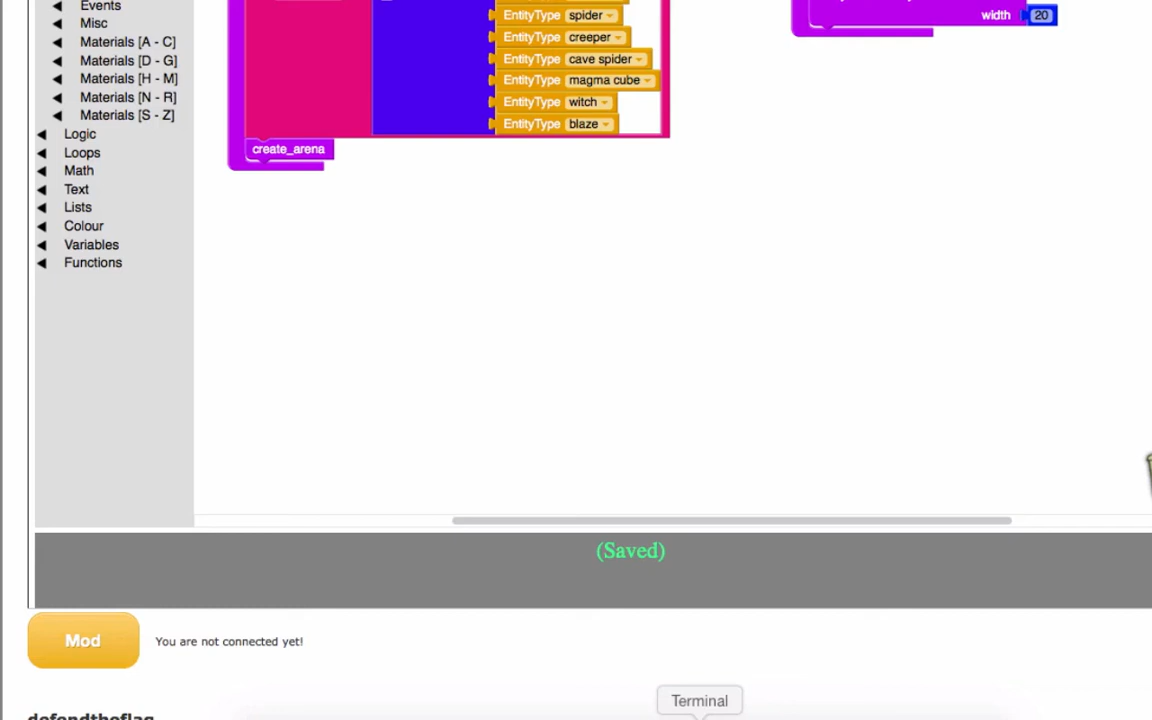 Events
Misc
Materials [A - C]
Materials [D - G]
Materials [H - M]
Materials [N - R]
Materials [S - Z]
Logic
Loops
Math
Text
Lists
Colour
Variables
Functions
EntityType spider
EntityType creeper
EntityType cave spider
EntityType magma cube
EntityType witch
EntityType blaze
create_arena
width 20
(Saved)
Mod You are not connected yet!
Terminal
defendtheflag